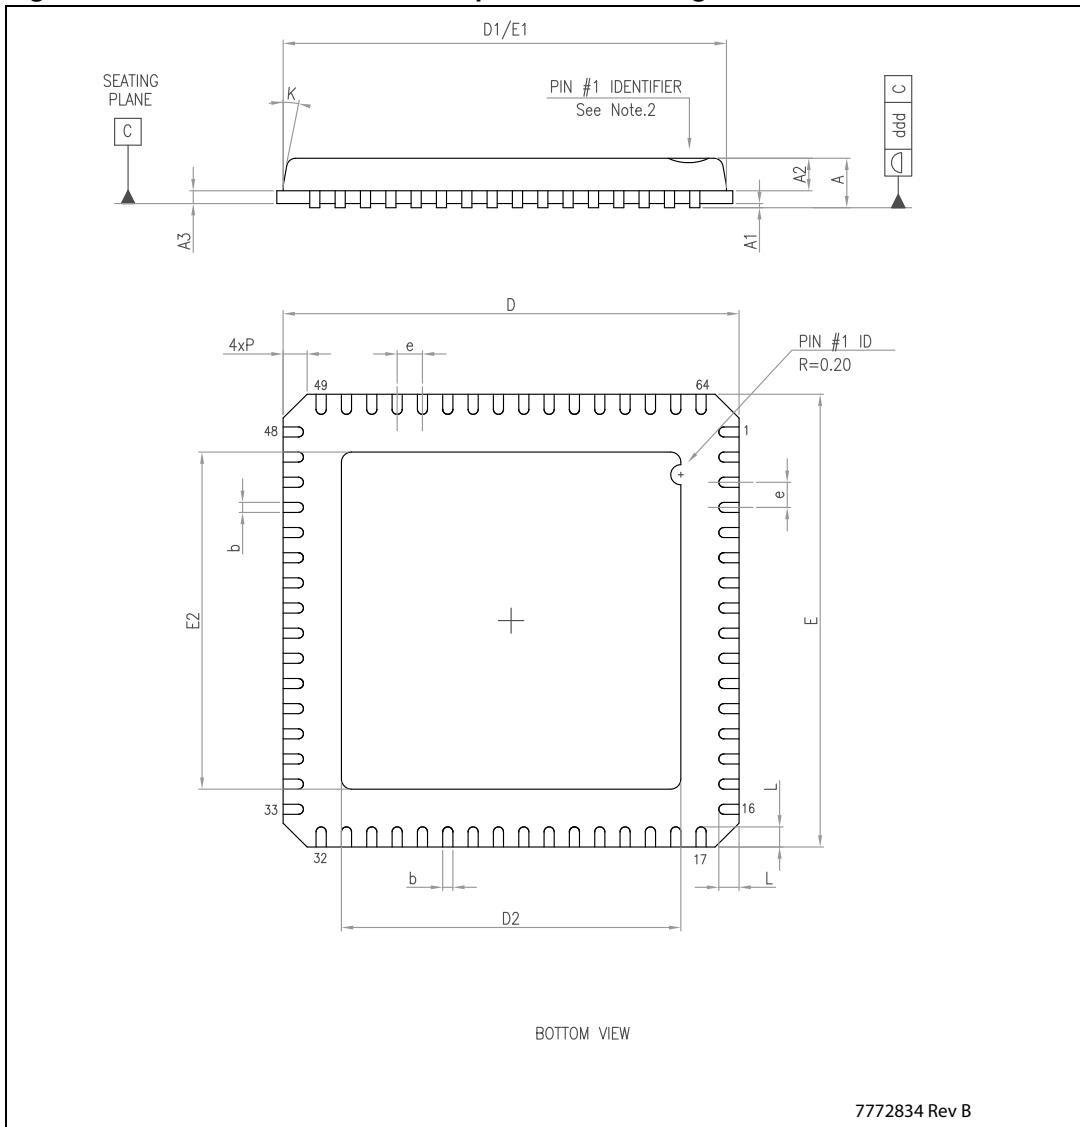 D1/E1
SEATING
PLANE
C
K
PIN #1 IDENTIFIER
See Note.2
ddd C
A2
A
A3
A1
D
4xP
e
PIN #1 ID
R=0.20
49
64
48
1
e
b
E2
E
L
33
16
32
17
b
L
D2
BOTTOM VIEW
7772834 Rev B